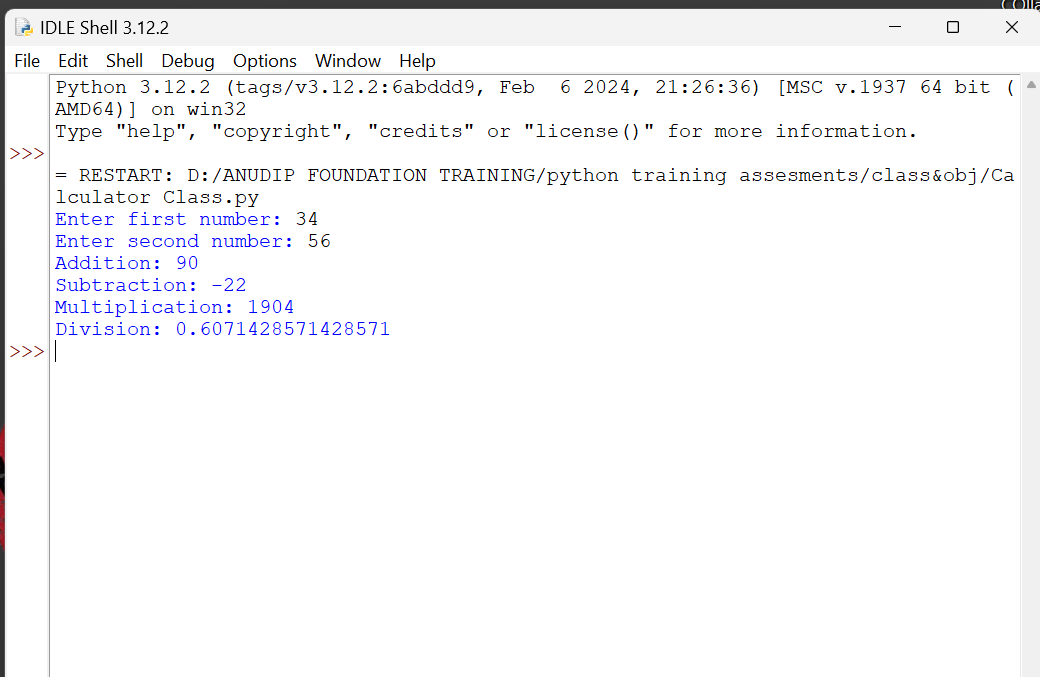 COlla
IDLE Shell 3.12.2
File Edit Shell Debug Options Window Help
Python 3.12.2 (tags/v3.12.2:6abddd9, Feb  6 2024, 21:26:36) [MSC v.1937 64 bit (
AMD64)] on win32
Type "help", "copyright", "credits" or "license()" for more information.
>>>
= RESTART: D:/ANUDIP FOUNDATION TRAINING/python training assesments/class&obj/Ca
lculator Class.py
Enter first number: 34
Enter second number: 56
Addition: 90
Subtraction: -22
Multiplication: 1904
Division: 0.6071428571428571
>>>